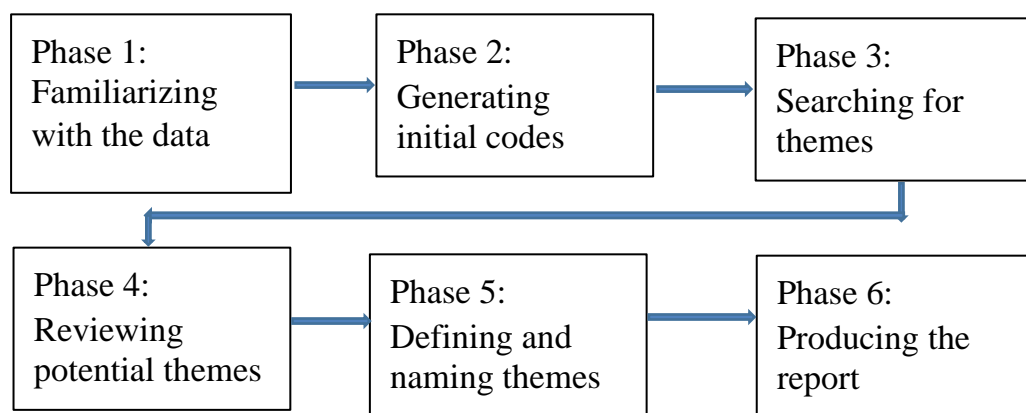 Phase 1:
Familiarizing
with the data
Phase 2:
Generating
initial codes
Phase 3:
Searching for
themes
Phase 4:
Reviewing
potential themes
Phase 5:
Defining and
naming themes
Phase 6:
Producing the
report